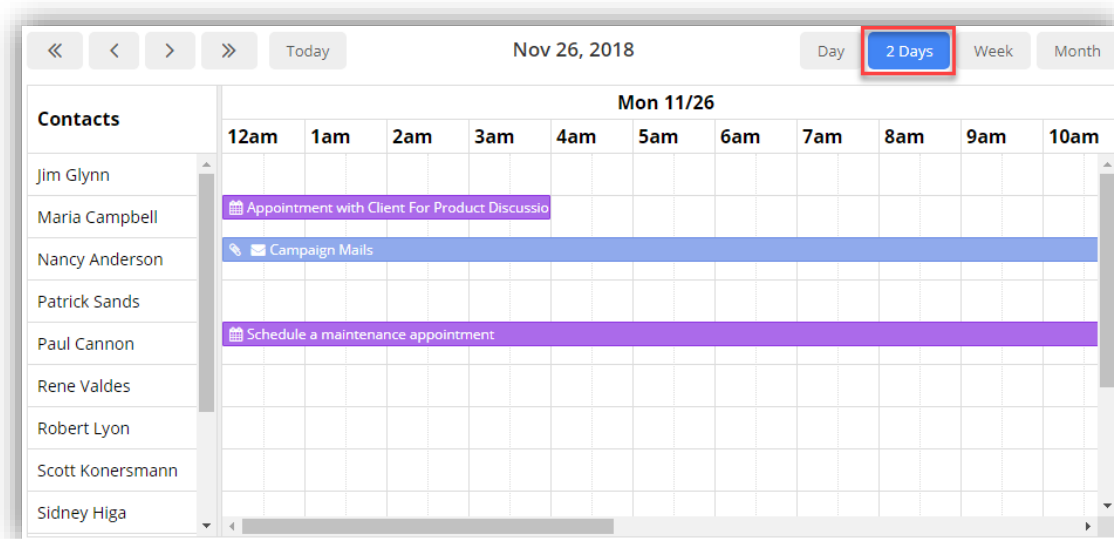 Today Nov 26, 2018 Day 2 Days Week Month
Contacts
Mon 11/26
12am 1am 2am 3am 4am 5am 6am 7am 8am 9am 10am
Jim Glynn
Maria Campbell
Appointment with Client For Product Discussio
Nancy Anderson
Campaign Mails
Patrick Sands
Paul Cannon
Schedule a maintenance appointment
Rene Valdes
Robert Lyon
Scott Konersmann
Sidney Higa